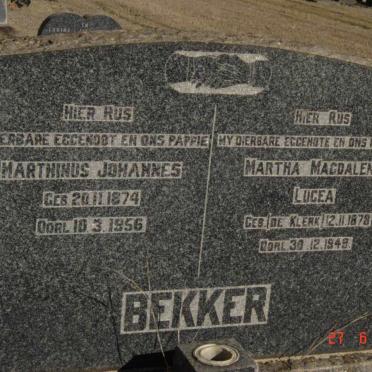 HIER RUS
DIERBARE EGGENOOT EN ONS PAPPIE
MARTHINUS JOHANNES
GEB. 20.11.1874
OORL. 10.3.1956
HIER RUS
MY DIERBARE EGGENOTE EN ONS
MARTHA MAGDALEN
LUCEA
GEB. (DE KLERK) 12.11.1878
OORL. 30.12.1948.
BEKKER
27 6